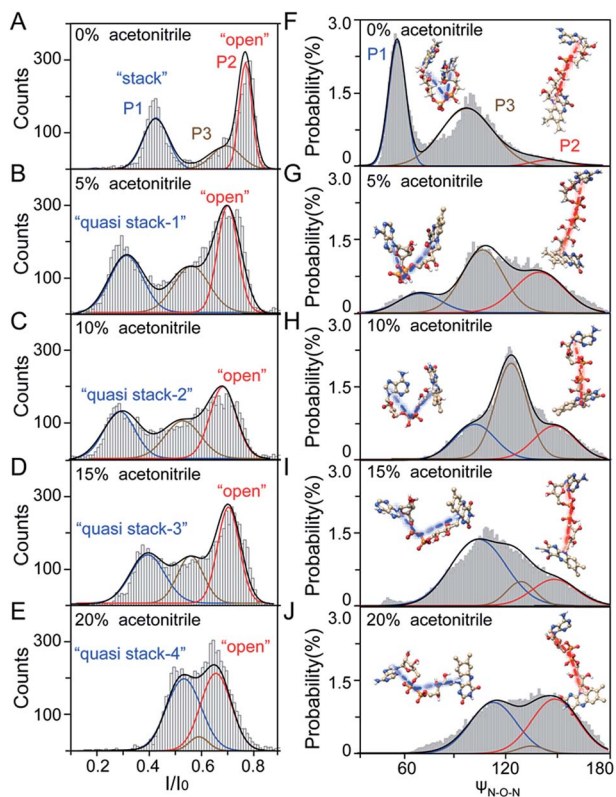 A
0% acetonitrile
"open"
P2
"stack"
P1
P3
300
100
Counts
B
5% acetonitrile
"open"
"quasi stack-1"
300
100
Counts
C
10% acetonitrile
"open"
"quasi stack-2"
300
100
Counts
D
15% acetonitrile
"open"
"quasi stack-3"
300
100
Counts
E
20% acetonitrile
"quasi stack-4"
"open"
300
100
Counts
0.2 0.4 0.6 0.8
I/I0
F
3.0
0% acetonitrile
P1
P3
P2
1.5
0
Probability(%)
G
3.0
5% acetonitrile
1.5
0
Probability(%)
H
3.0
10% acetonitrile
1.5
0
Probability(%)
I
3.0
15% acetonitrile
1.5
0
Probability(%)
J
3.0
20% acetonitrile
1.5
0
Probability(%)
60 120 180
ΨN-O-N